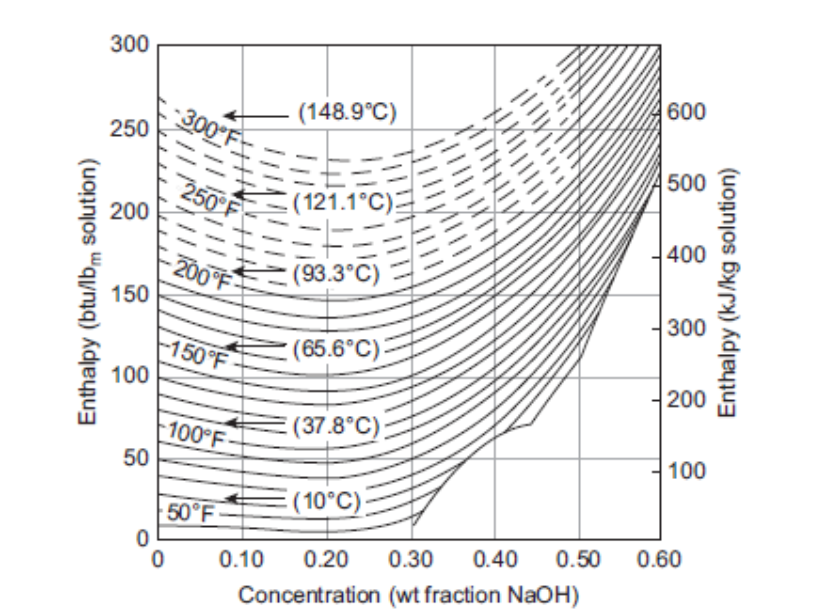 300
250
200
150
100
50
0
Enthalpy (btu/lbm solution)
300°F
(148.9°C)
250°F
(121.1°C)
200°F
(93.3°C)
150°F
(65.6°C)
100°F
(37.8°C)
50°F
(10°C)
600
500
400
300
200
100
Enthalpy (kJ/kg solution)
0 0.10 0.20 0.30 0.40 0.50 0.60
Concentration (wt fraction NaOH)